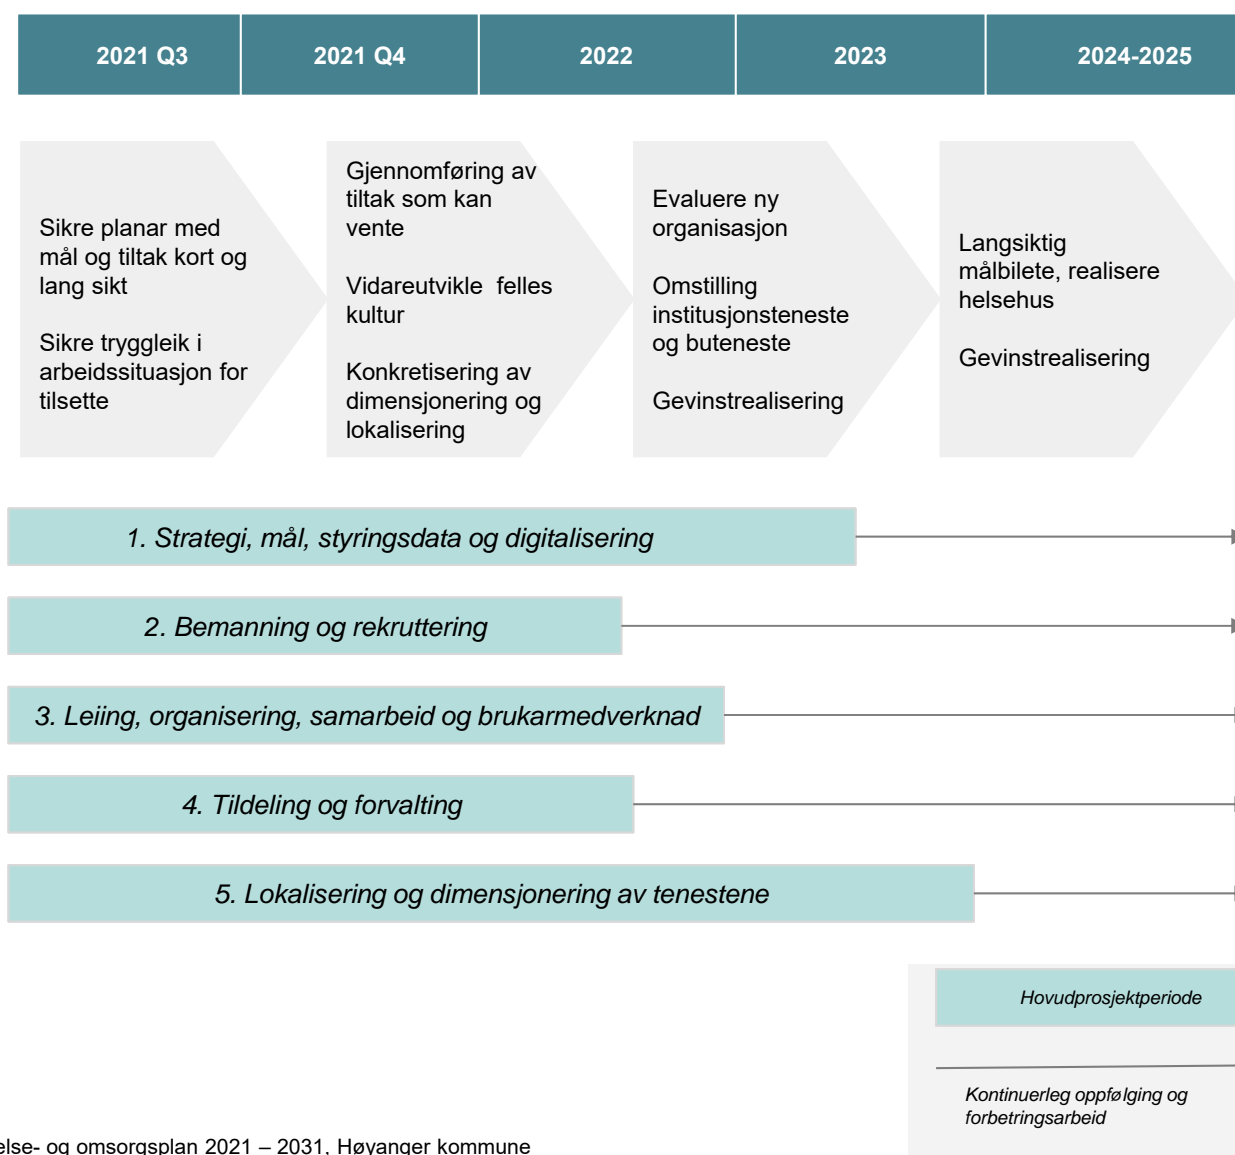 2021 Q3
2021 Q4
2022
2023
2024-2025
Sikre planar med
mål og tiltak kort og
lang sikt
Sikre tryggleik i
arbeidssituasjon for
tilsette
Gjennomføring av
tiltak som kan
vente
Vidareutvikle felles
kultur
Konkretisering av
dimensjonering og
lokalisering
Evaluere ny
organisasjon
Omstilling
institusjonsteneste
og buteneste
Gevinstrealisering
Langsiktig
målbilete, realisere
helsehus
Gevinstrealisering
1. Strategi, mål, styringsdata og digitalisering
2. Bemanning og rekruttering
3. Leiing, organisering, samarbeid og brukarmedverknad
4. Tildeling og forvalting
5. Lokalisering og dimensjonering av tenestene
Hovudprosjektperiode
Kontinuerleg oppfølging og
forbetringsarbeid
else- og omsorgsplan 2021 – 2031, Høyanger kommune